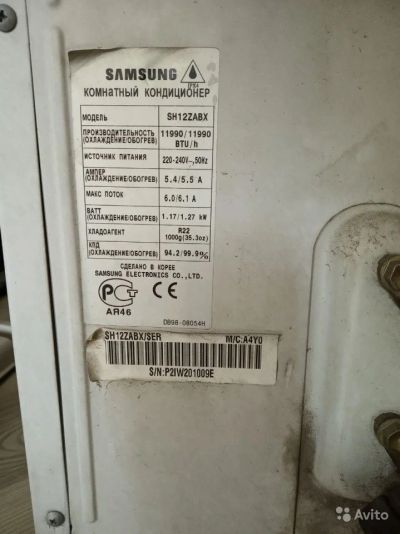 SAMSUNG
IPX4
КОМНАТНЫЙ КОНДИЦИОНЕР
МОДЕЛЬ SH12ZABX
ПРОИЗВОДИТЕЛЬНОСТЬ (ОХЛАЖДЕНИЕ/ОБОГРЕВ) 11990/11990 BTU/h
ИСТОЧНИК ПИТАНИЯ 220-240V~,50Hz
АМПЕР (ОХЛАЖДЕНИЕ/ОБОГРЕВ) 5.4/5.5 A
МАКС ПОТОК 6.0/6.1 A
ВАТТ (ОХЛАЖДЕНИЕ/ОБОГРЕВ) 1.17/1.27 kW
ХЛАДОАГЕНТ R22 1000g(35.3oz)
КПД (ОХЛАЖДЕНИЕ/ОБОГРЕВ) 94.2/99.9%
СДЕЛАНО В КОРЕЕ
SAMSUNG ELECTRONICS CO.,LTD.
РСТ CE
АЯ46
DB98-08054H
SH12ZABX/SER M/C:A4Y0
S/N:P2IW201009E
Avito